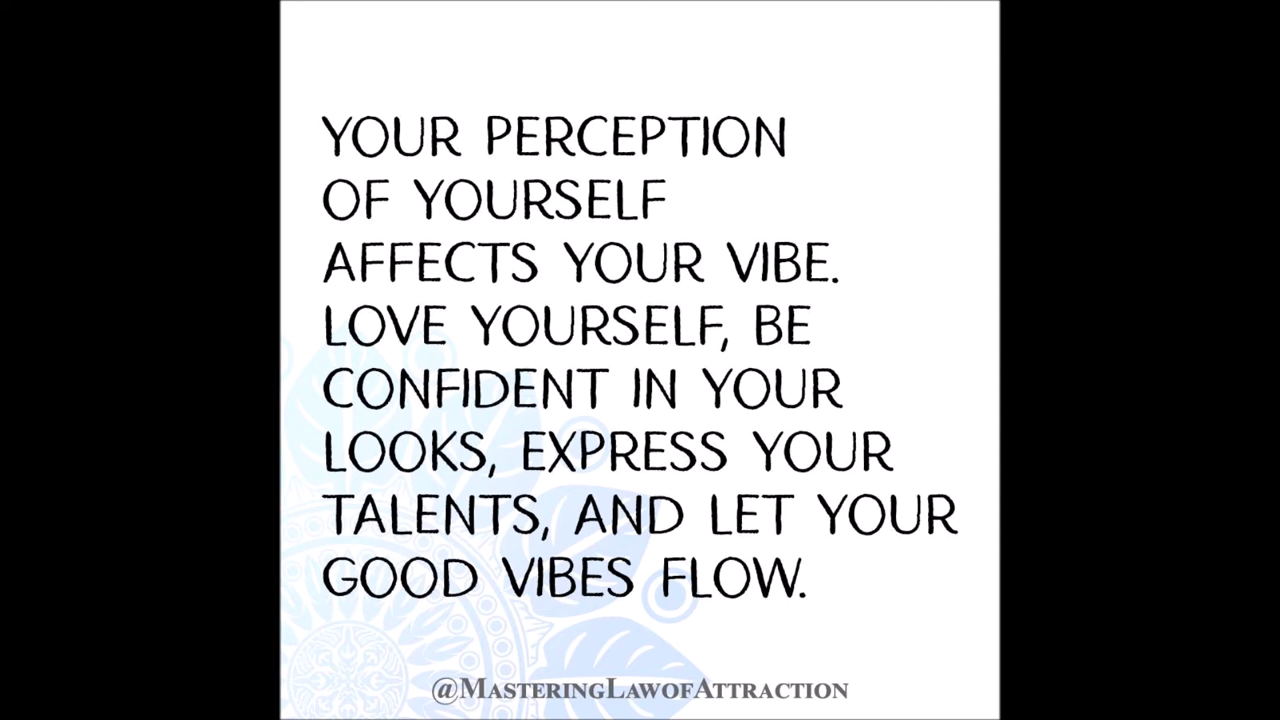 YOUR PERCEPTION
OF YOURSELF
AFFECTS YOUR VIBE.
LOVE YOURSELF, BE
CONFIDENT IN YOUR
LOOKS, EXPRESS YOUR
TALENTS, AND LET YOUR
GOOD VIBES FLOW.
@MASTERINGLAWOFATTRACTION